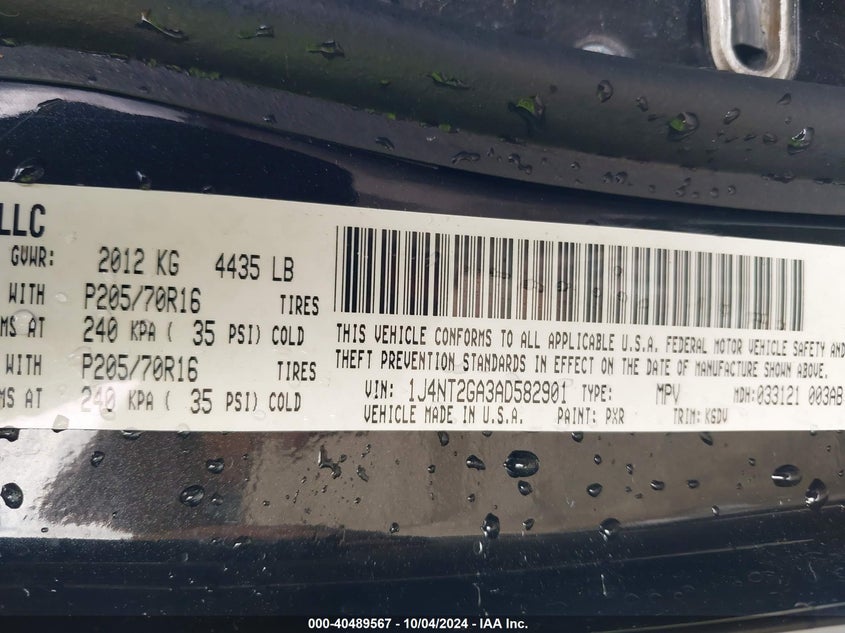 LLC
GVWR: 2012 KG 4435 LB
WITH P205/70R16 TIRES
MS AT 240 KPA ( 35 PSI) COLD
WITH P205/70R16 TIRES
MS AT 240 KPA ( 35 PSI) COLD
THIS VEHICLE CONFORMS TO ALL APPLICABLE U.S.A. FEDERAL MOTOR VEHICLE SAFETY AND
THEFT PREVENTION STANDARDS IN EFFECT ON THE DATE OF MANUFACTURE SHOWN ABOVE.
VIN: 1J4NT2GA3AD582901 TYPE: MPV MDH: 033121 003AB
VEHICLE MADE IN U.S.A. PAINT: PXR TRIM: KGDV
000-40489567 - 10/04/2024 - IAA Inc.